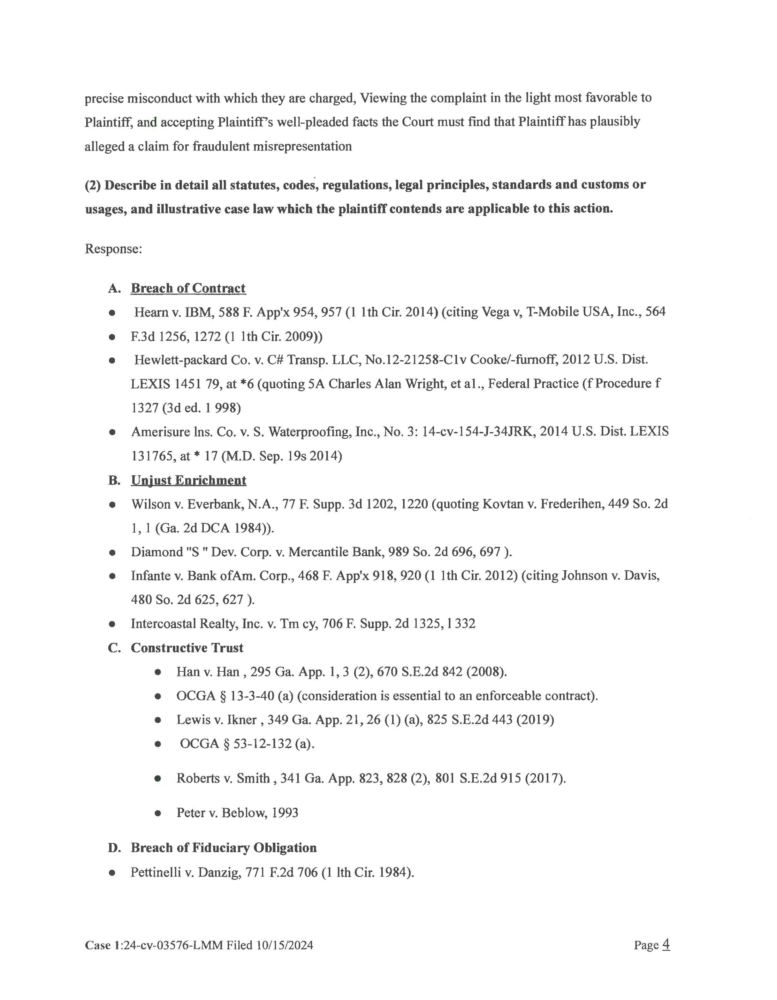 precise misconduct with which they are charged, Viewing the complaint in the light most favorable to
Plaintiff, and accepting Plaintiff's well-pleaded facts the Court must find that Plaintiff has plausibly
alleged a claim for fraudulent misrepresentation
(2) Describe in detail all statutes, codes, regulations, legal principles, standards and customs or
usages, and illustrative case law which the plaintiff contends are applicable to this action.
Response:
A. Breach of Contract
● Hearn v. IBM, 588 F. App'x 954, 957 (1 1th Cir. 2014) (citing Vega v, T-Mobile USA, Inc., 564
● F.3d 1256, 1272 (1 1th Cir. 2009))
● Hewlett-packard Co. v. C# Transp. LLC, No.12-21258-C1v Cooke/-furnoff, 2012 U.S. Dist.
LEXIS 1451 79, at *6 (quoting 5A Charles Alan Wright, et al., Federal Practice (f Procedure f
1327 (3d ed. 1 998)
● Amerisure lns. Co. v. S. Waterproofing, Inc., No. 3: 14-cv-154-J-34JRK, 2014 U.S. Dist. LEXIS
131765, at * 17 (M.D. Sep. 19s 2014)
B. Unjust Enrichment
● Wilson v. Everbank, N.A., 77 F. Supp. 3d 1202, 1220 (quoting Kovtan v. Frederihen, 449 So. 2d
1, 1 (Ga. 2d DCA 1984)).
● Diamond "S " Dev. Corp. v. Mercantile Bank, 989 So. 2d 696, 697 ).
● Infante v. Bank ofAm. Corp., 468 F. App'x 918, 920 (1 1th Cir. 2012) (citing Johnson v. Davis,
480 So. 2d 625, 627 ).
● Intercoastal Realty, Inc. v. Tm cy, 706 F. Supp. 2d 1325, l 332
C. Constructive Trust
● Han v. Han , 295 Ga. App. 1, 3 (2), 670 S.E.2d 842 (2008).
● OCGA § 13-3-40 (a) (consideration is essential to an enforceable contract).
● Lewis v. Ikner , 349 Ga. App. 21, 26 (1) (a), 825 S.E.2d 443 (2019)
● OCGA § 53-12-132 (a).
● Roberts v. Smith , 341 Ga. App. 823, 828 (2), 801 S.E.2d 915 (2017).
● Peter v. Beblow, 1993
D. Breach of Fiduciary Obligation
● Pettinelli v. Danzig, 771 F.2d 706 (1 lth Cir. 1984).
Case 1:24-cv-03576-LMM Filed 10/15/2024 Page 4